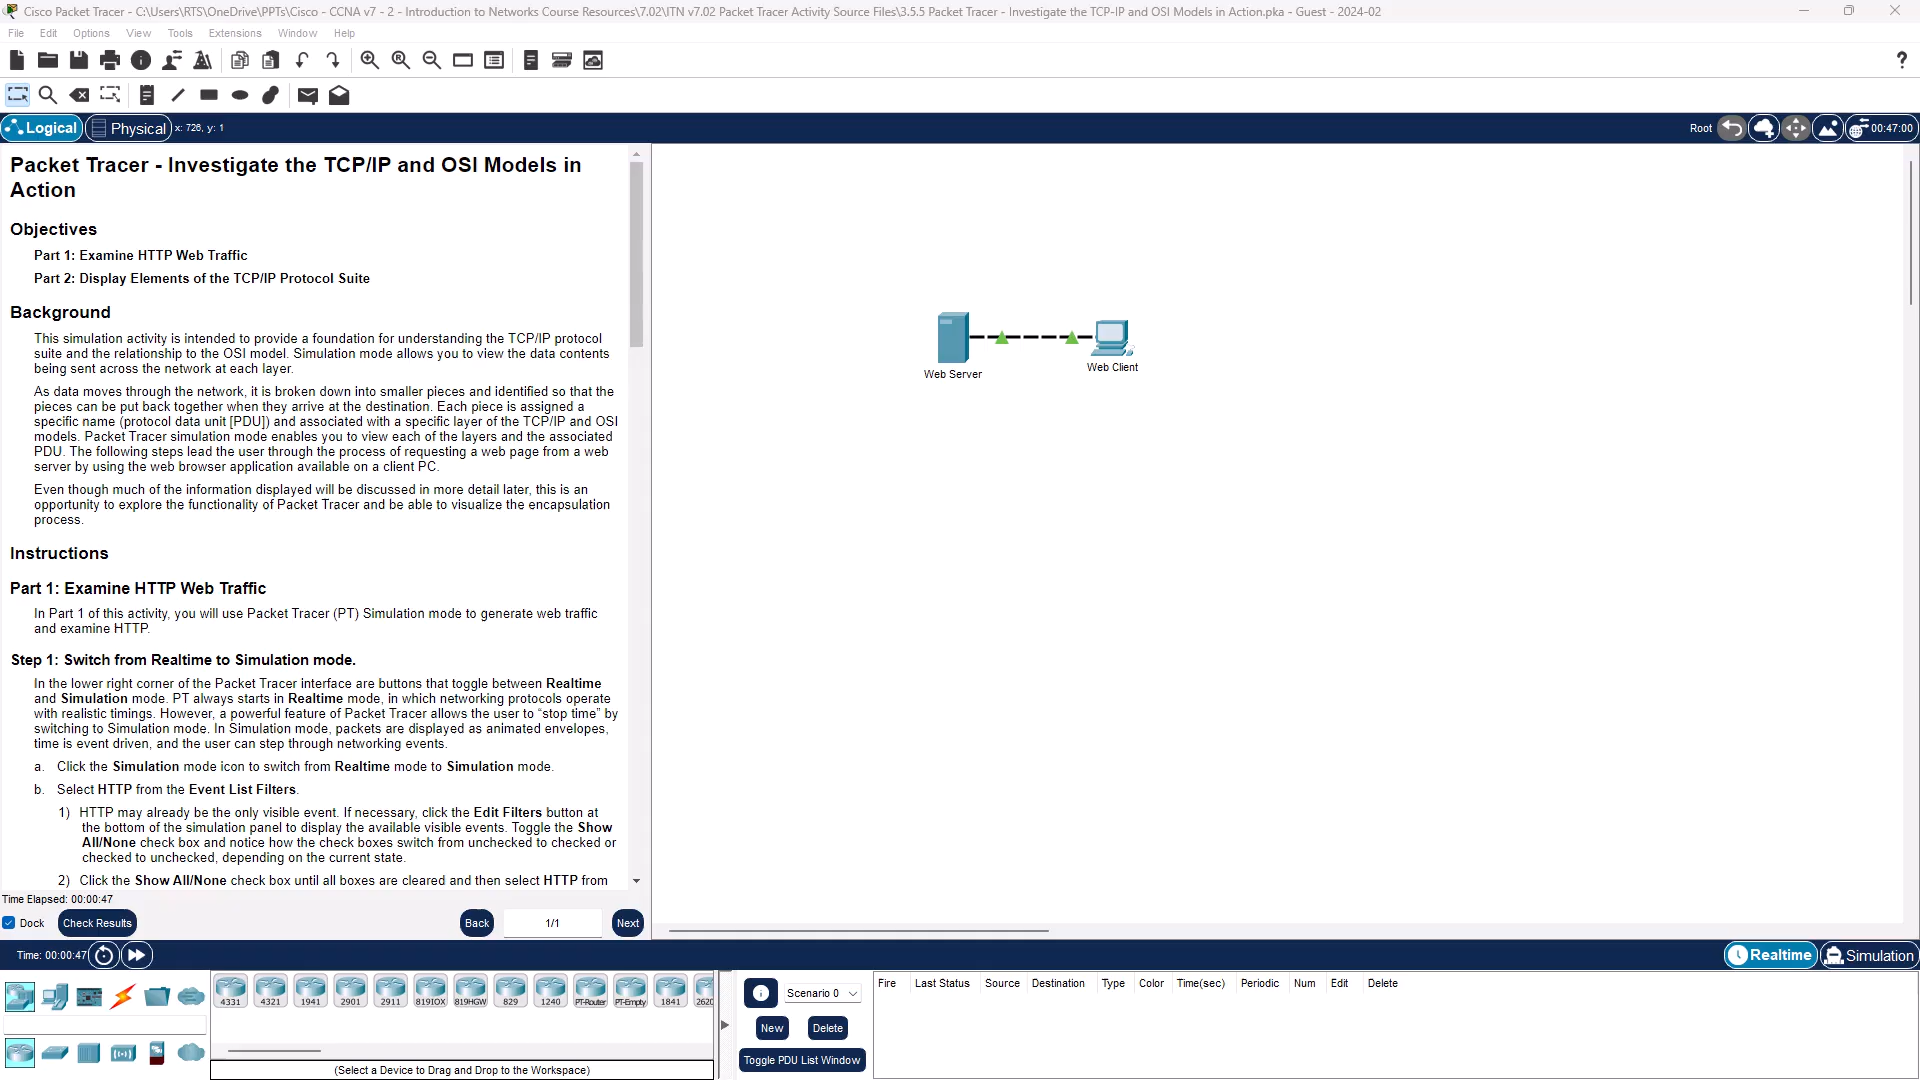 Cisco Packet Tracer - C:\Users\RTS\OneDrive\PPTs\Cisco - CCNA v7 - 2 - Introduction to Networks Course Resources\7.02\ITN v7.02 Packet Tracer Activity Source Files\3.5.5 Packet Tracer - Investigate the TCP-IP and OSI Models in Action.pka - Guest - 2024-02
File Edit Options View Tools Extensions Window Help
Logical Physical x: 726, y: 1 Root 00:47:00
Packet Tracer - Investigate the TCP/IP and OSI Models in
Action
Objectives
Part 1: Examine HTTP Web Traffic
Part 2: Display Elements of the TCP/IP Protocol Suite
Background
This simulation activity is intended to provide a foundation for understanding the TCP/IP protocol
suite and the relationship to the OSI model. Simulation mode allows you to view the data contents
being sent across the network at each layer.
As data moves through the network, it is broken down into smaller pieces and identified so that the
pieces can be put back together when they arrive at the destination. Each piece is assigned a
specific name (protocol data unit [PDU]) and associated with a specific layer of the TCP/IP and OSI
models. Packet Tracer simulation mode enables you to view each of the layers and the associated
PDU. The following steps lead the user through the process of requesting a web page from a web
server by using the web browser application available on a client PC.
Even though much of the information displayed will be discussed in more detail later, this is an
opportunity to explore the functionality of Packet Tracer and be able to visualize the encapsulation
process.
Instructions
Part 1: Examine HTTP Web Traffic
In Part 1 of this activity, you will use Packet Tracer (PT) Simulation mode to generate web traffic
and examine HTTP.
Step 1: Switch from Realtime to Simulation mode.
In the lower right corner of the Packet Tracer interface are buttons that toggle between Realtime
and Simulation mode. PT always starts in Realtime mode, in which networking protocols operate
with realistic timings. However, a powerful feature of Packet Tracer allows the user to “stop time” by
switching to Simulation mode. In Simulation mode, packets are displayed as animated envelopes,
time is event driven, and the user can step through networking events.
a. Click the Simulation mode icon to switch from Realtime mode to Simulation mode.
b. Select HTTP from the Event List Filters.
1) HTTP may already be the only visible event. If necessary, click the Edit Filters button at
the bottom of the simulation panel to display the available visible events. Toggle the Show
All/None check box and notice how the check boxes switch from unchecked to checked or
checked to unchecked, depending on the current state.
2) Click the Show All/None check box until all boxes are cleared and then select HTTP from
Web Server
Web Client
Time Elapsed: 00:00:47
Dock Check Results Back 1/1 Next
Time: 00:00:47 Realtime Simulation
4331 4321 1941 2901 2911 819IOX 819HGW 829 1240 PT-Router PT-Empty 1841 2620
(Select a Device to Drag and Drop to the Workspace)
Scenario 0
New Delete
Toggle PDU List Window
Fire Last Status Source Destination Type Color Time(sec) Periodic Num Edit Delete